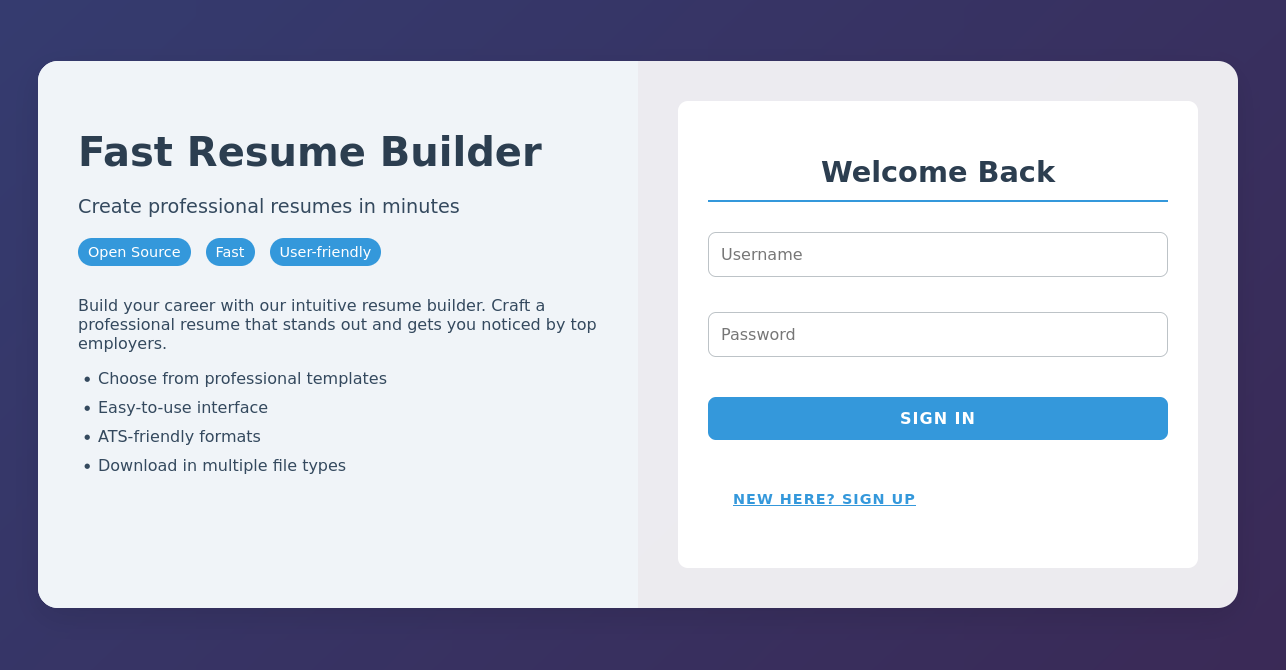 Fast Resume Builder
Create professional resumes in minutes
Open Source Fast User-friendly
Build your career with our intuitive resume builder. Craft a
professional resume that stands out and gets you noticed by top
employers.
• Choose from professional templates
• Easy-to-use interface
• ATS-friendly formats
• Download in multiple file types
Welcome Back
Username
Password
SIGN IN
NEW HERE? SIGN UP